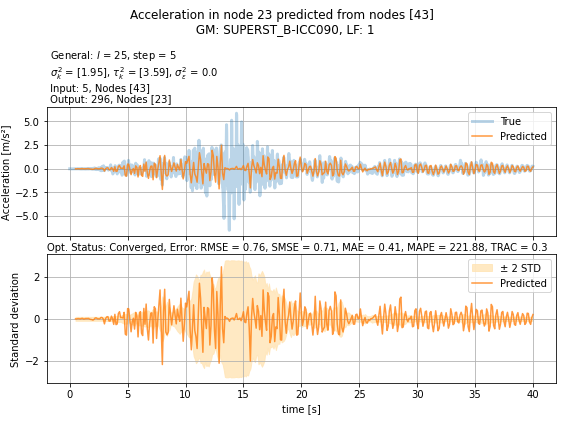 Acceleration in node 23 predicted from nodes [43]
GM: SUPERST_B-ICC090, LF: 1
General: l = 25, step = 5
σ²ₖ = [1.95], τ²ₖ = [3.59], σ²ε = 0.0
Input: 5, Nodes [43]
Output: 296, Nodes [23]
5.0
2.5
0.0
−2.5
−5.0
Acceleration [m/s²]
True
Predicted
Opt. Status: Converged, Error: RMSE = 0.76, SMSE = 0.71, MAE = 0.41, MAPE = 221.88, TRAC = 0.3
2
0
−2
Standard deviation
± 2 STD
Predicted
0 5 10 15 20 25 30 35 40
time [s]